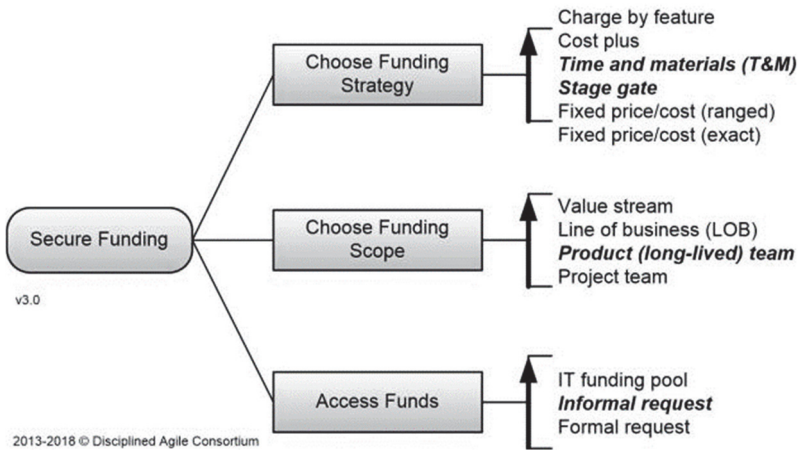 Secure Funding
v3.0
Choose Funding
Strategy
Charge by feature
Cost plus
Time and materials (T&M)
Stage gate
Fixed price/cost (ranged)
Fixed price/cost (exact)
Choose Funding
Scope
Value stream
Line of business (LOB)
Product (long-lived) team
Project team
Access Funds
IT funding pool
Informal request
Formal request
2013-2018 © Disciplined Agile Consortium